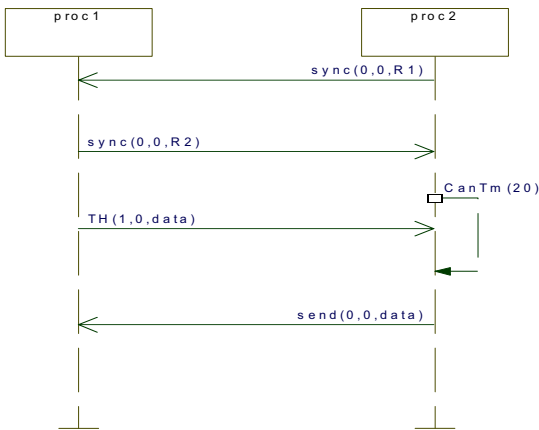 proc1
proc2
sync(0,0,R1)
sync(0,0,R2)
CanTm(20)
TH(1,0,data)
send(0,0,data)